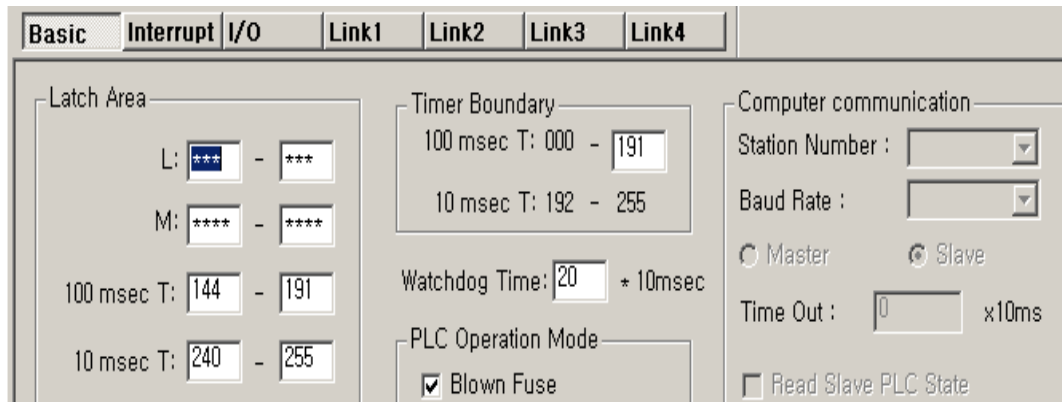 Basic Interrupt I/O Link1 Link2 Link3 Link4
Latch Area
L: *** - ***
M: **** - ****
100 msec T: 144 - 191
10 msec T: 240 - 255
Timer Boundary
100 msec T: 000 - 191
10 msec T: 192 - 255
Watchdog Time: 20 * 10msec
PLC Operation Mode
Blown Fuse
Computer communication
Station Number :
Baud Rate :
Master Slave
Time Out : 0 x10ms
Read Slave PLC State